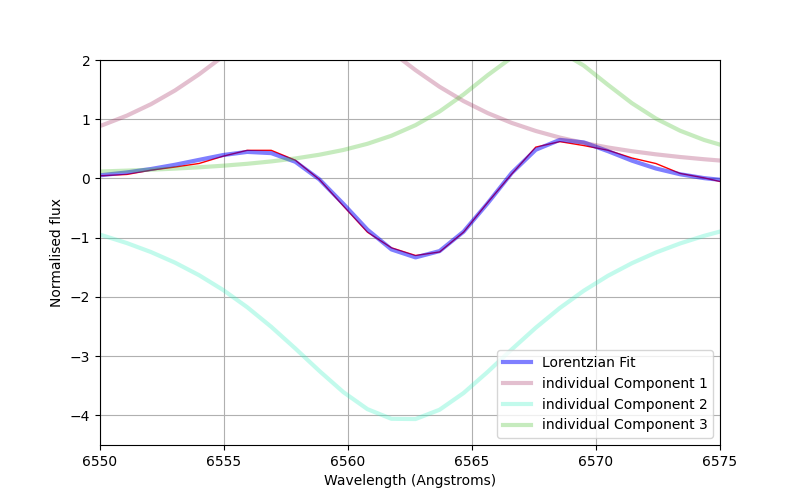 2
1
0
−1
−2
−3
−4
Normalised flux
Lorentzian Fit
individual Component 1
individual Component 2
individual Component 3
6550 6555 6560 6565 6570 6575
Wavelength (Angstroms)